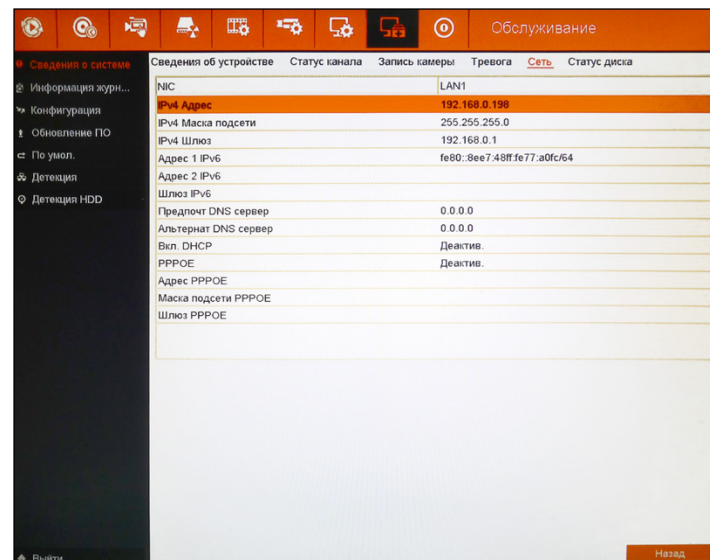 Обслуживание
Сведения о системе
Информация журн...
Конфигурация
Обновление ПО
По умол.
Детекция
Детекция HDD
Выйти
Сведения об устройстве Статус канала Запись камеры Тревога Сеть Статус диска
NIC LAN1
IPv4 Адрес 192.168.0.198
IPv4 Маска подсети 255.255.255.0
IPv4 Шлюз 192.168.0.1
Адрес 1 IPv6 fe80::8ee7:48ff:fe77:a0fc/64
Адрес 2 IPv6
Шлюз IPv6
Предпочт DNS сервер 0.0.0.0
Альтернат DNS сервер 0.0.0.0
Вкл. DHCP Деактив.
PPPOE Деактив.
Адрес PPPOE
Маска подсети PPPOE
Шлюз PPPOE
Назад